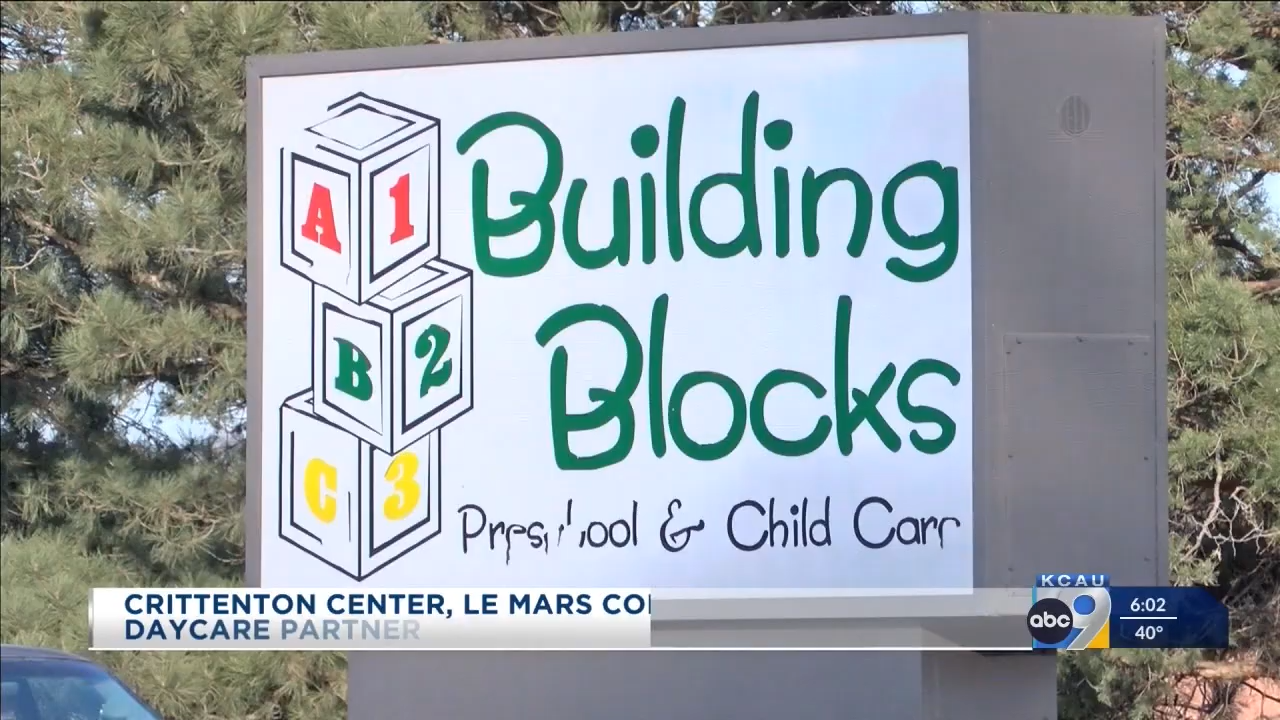 A 1
Building
B 2
Blocks
C 3
& Child
CRITTENTON CENTER, LE MARS
DAYCARE PARTNER
KCAU
abc 9
6:02
40°